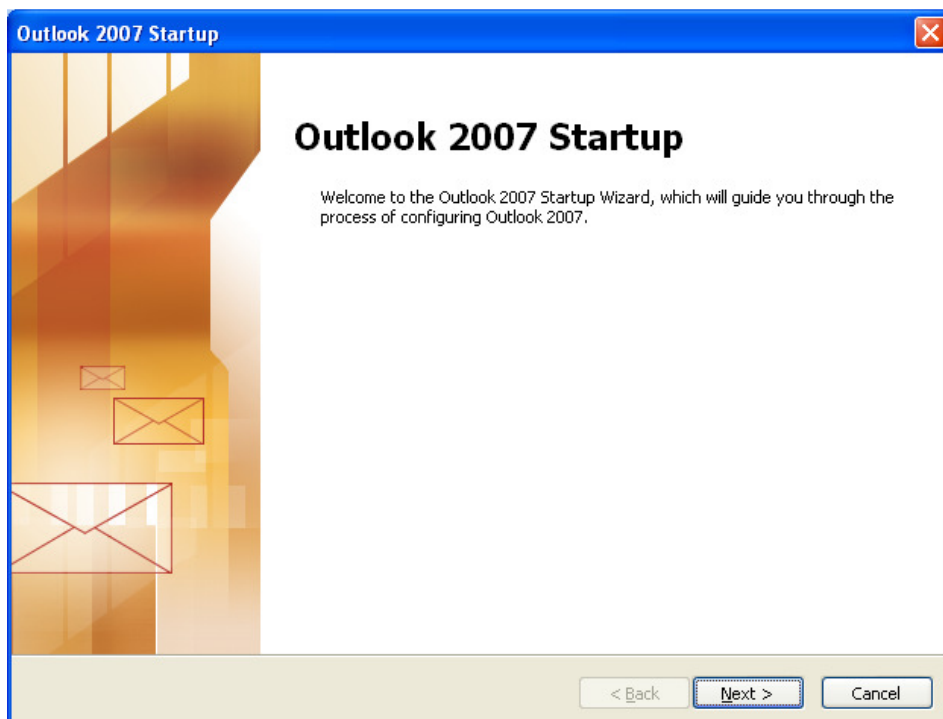 Outlook 2007 Startup
Outlook 2007 Startup
Welcome to the Outlook 2007 Startup Wizard, which will guide you through the
process of configuring Outlook 2007.
< Back Next > Cancel